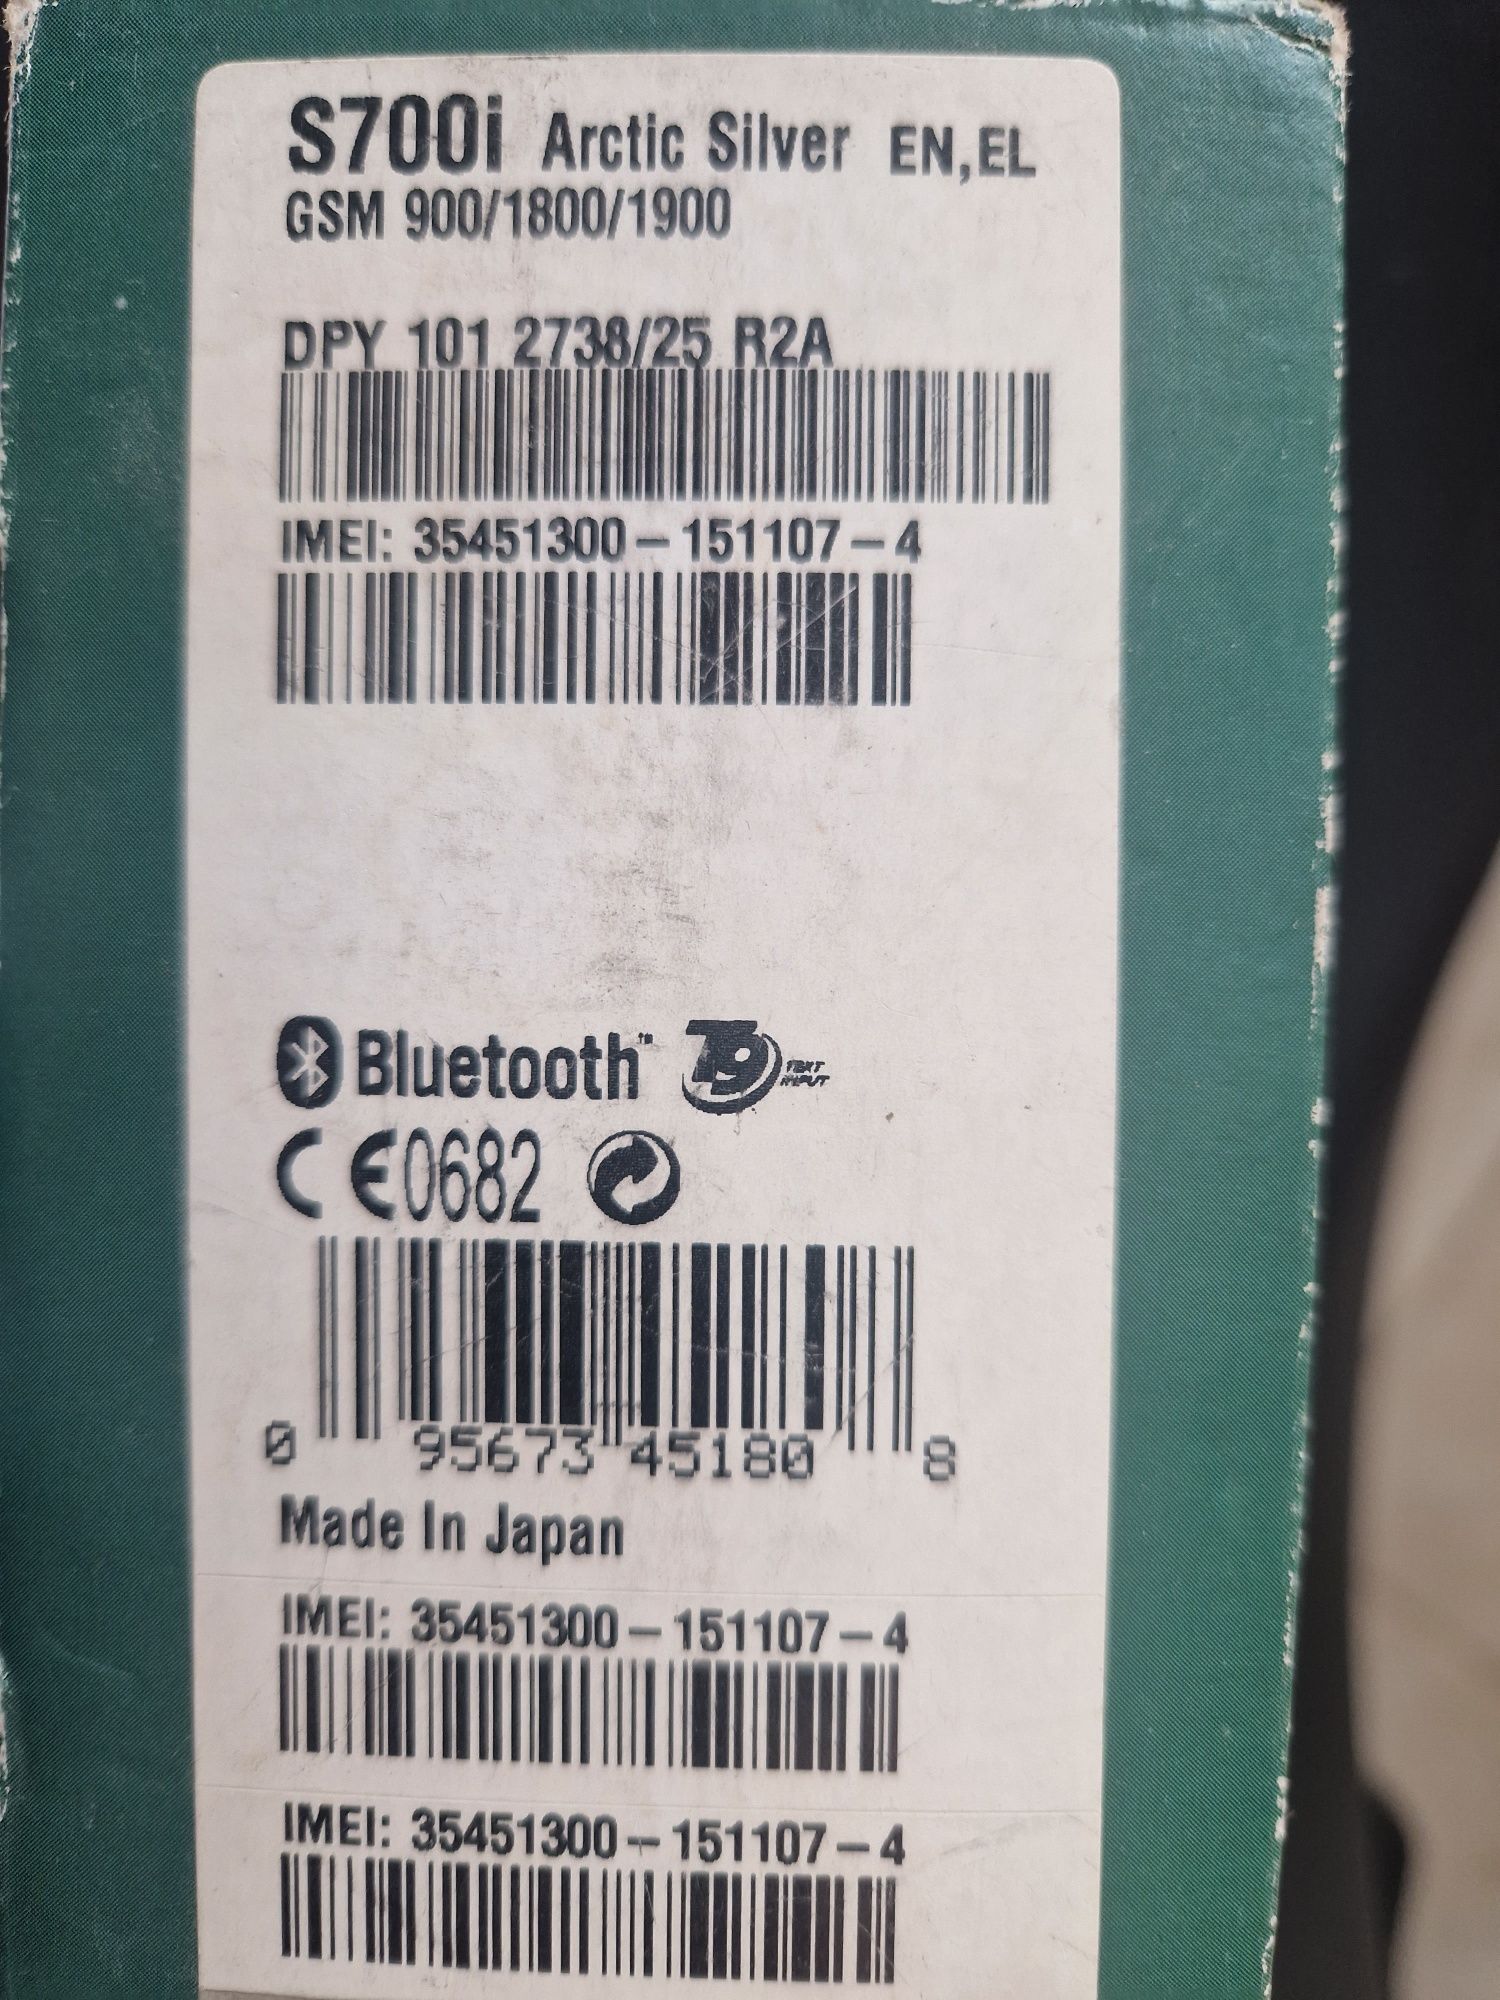 S700i Arctic Silver EN,EL
GSM 900/1800/1900
DPY 101 2738/25 R2A
IMEI: 35451300-151107-4
Bluetooth™ T9 TEXT INPUT
CE0682
0 95673 45180 8
Made In Japan
IMEI: 35451300-151107-4
IMEI: 35451300-151107-4